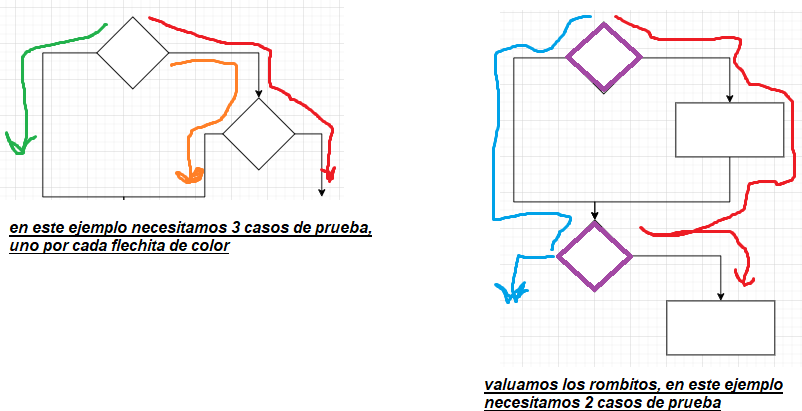 en este ejemplo necesitamos 3 casos de prueba,
uno por cada flechita de color
valuamos los rombitos, en este ejemplo
necesitamos 2 casos de prueba